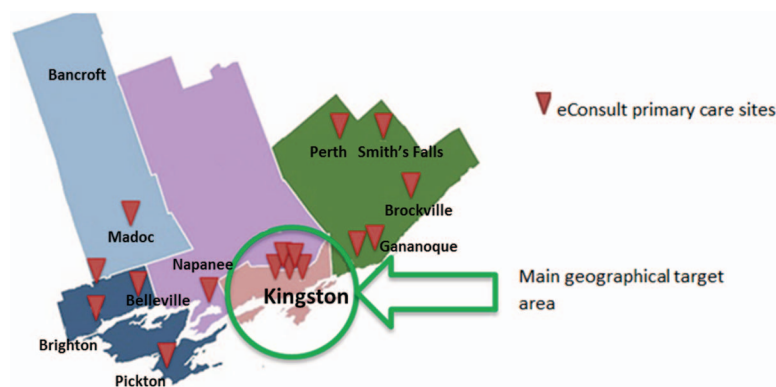 Bancroft
eConsult primary care sites
Perth
Smith's Falls
Madoc
Brockville
Gananoque
Napanee
Belleville
Kingston
Main geographical target
area
Brighton
Pickton